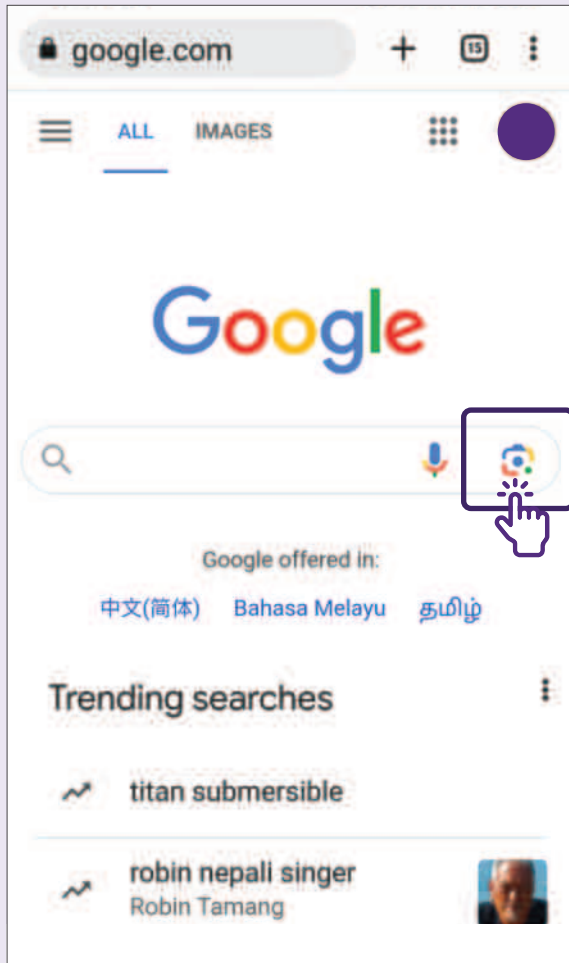 google.com 15
ALL IMAGES
Google
Google offered in:
中文(简体) Bahasa Melayu தமிழ்
Trending searches
titan submersible
robin nepali singer
Robin Tamang